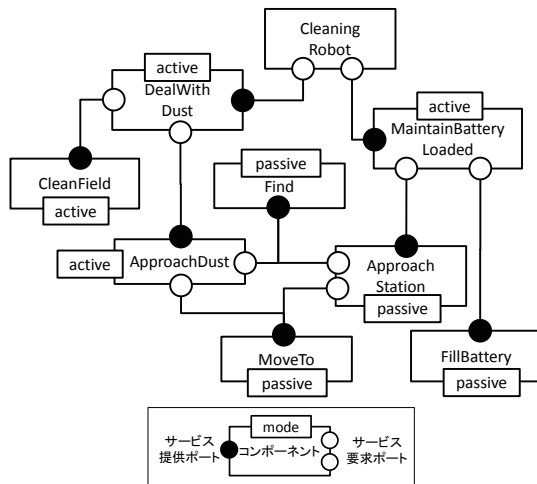 Cleaning
Robot
active
DealWith
Dust
active
MaintainBattery
Loaded
passive
Find
CleanField
active
active
ApproachDust
Approach
Station
passive
MoveTo
passive
FillBattery
passive
mode
サービス
提供ポート
コンポーネント
サービス
要求ポート